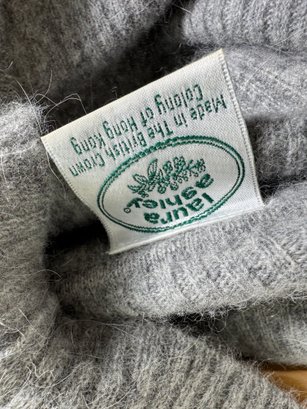 laura
ashley
Made in The British Crown
Colony of Hong Kong